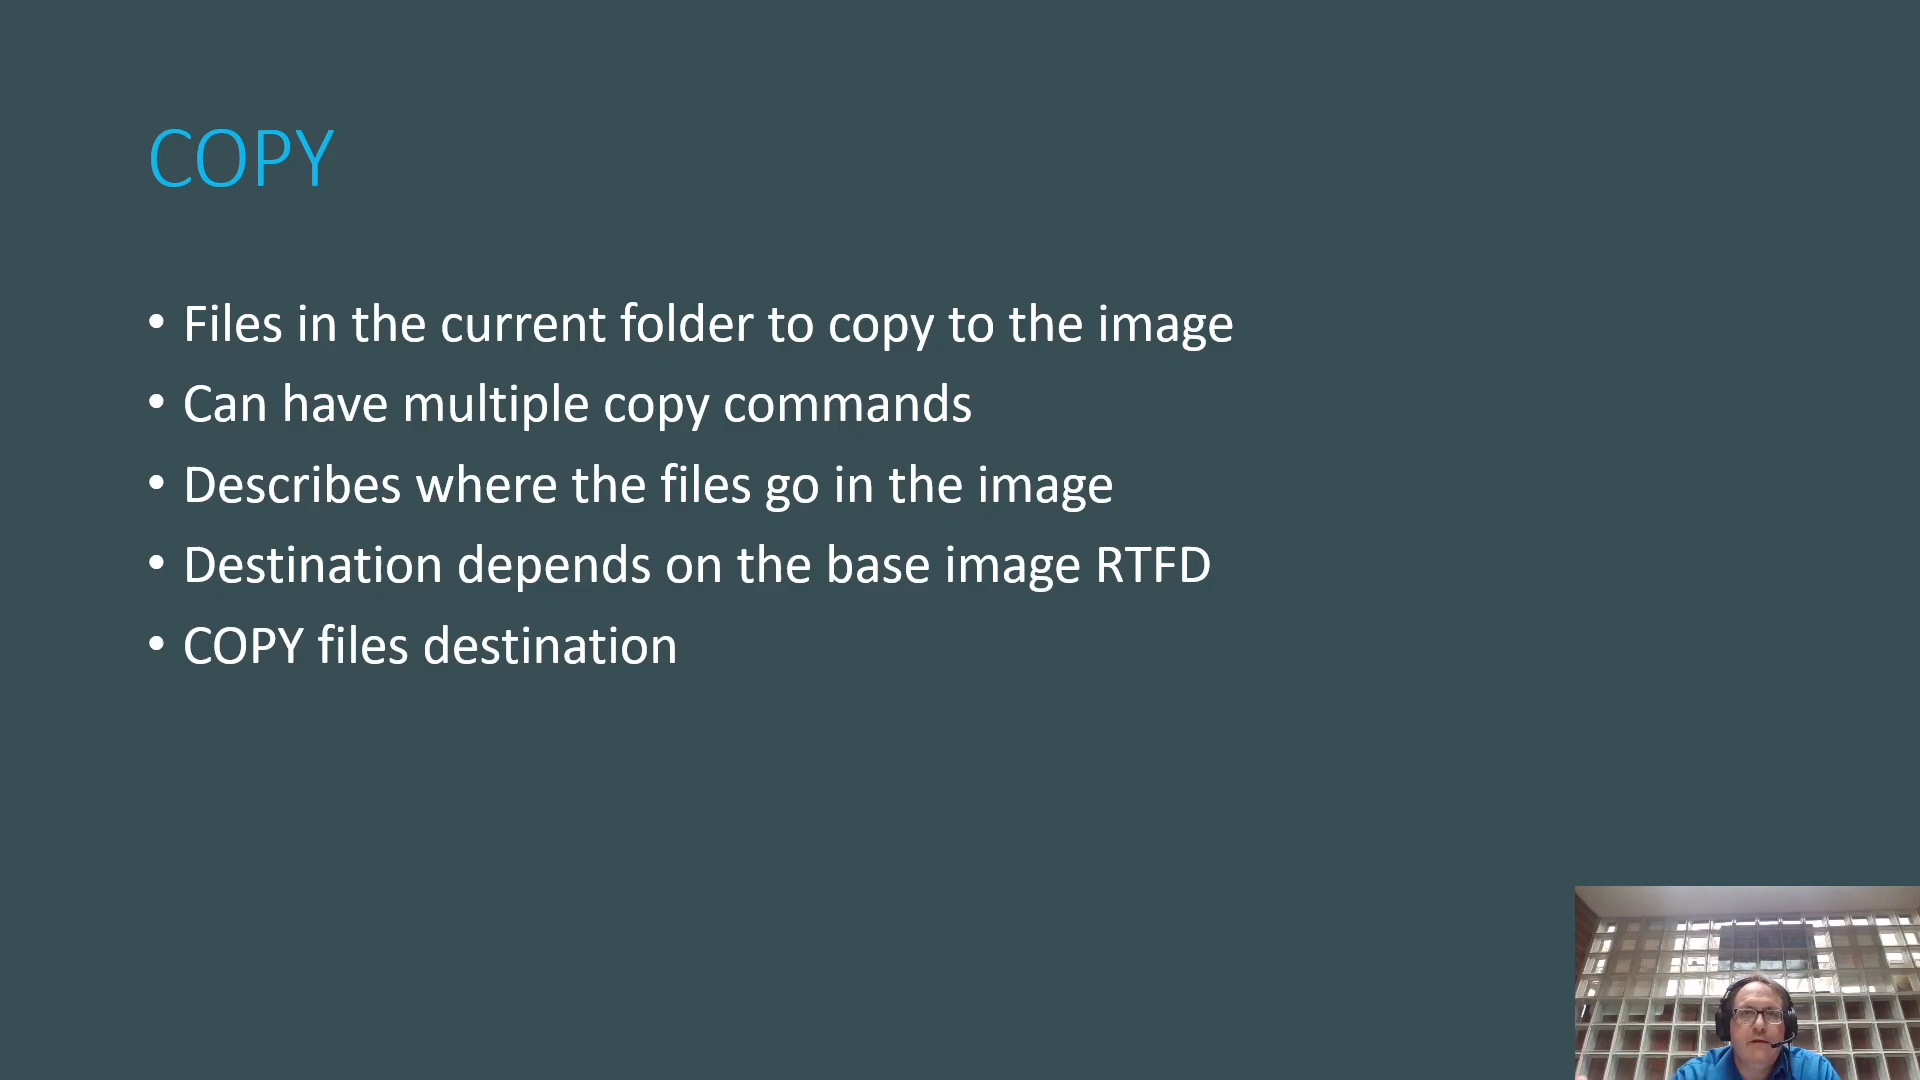 COPY
• Files in the current folder to copy to the image
• Can have multiple copy commands
• Describes where the files go in the image
• Destination depends on the base image RTFD
• COPY files destination